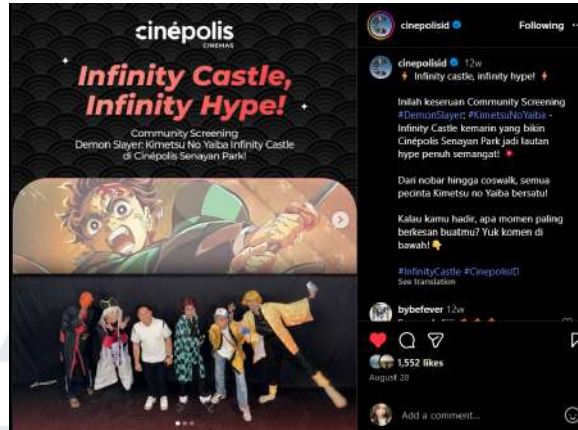 cinépolis
CINEMAS
Infinity Castle,
Infinity Hype!
Community Screening
Demon Slayer: Kimetsu No Yaiba Infinity Castle
di Cinépolis Senayan Park!
cinepolisid
Following
cinepolisid 12w
Infinity castle, infinity hype!
Inilah keseruan Community Screening
#DemonSlayer: #KimetsuNoYaiba -
Infinity Castle kemarin yang bikin
Cinépolis Senayan Park jadi lautan
hype penuh semangat!
Dari nobar hingga coswalk, semua
pecinta Kimetsu no Yaiba bersatu!
Kalau kamu hadir, apa momen paling
berkesan buatmu? Yuk komen di
bawah!
#InfinityCastle #CinepolisID
See translation
bybefever 12w
1,552 likes
August 20
Add a comment...